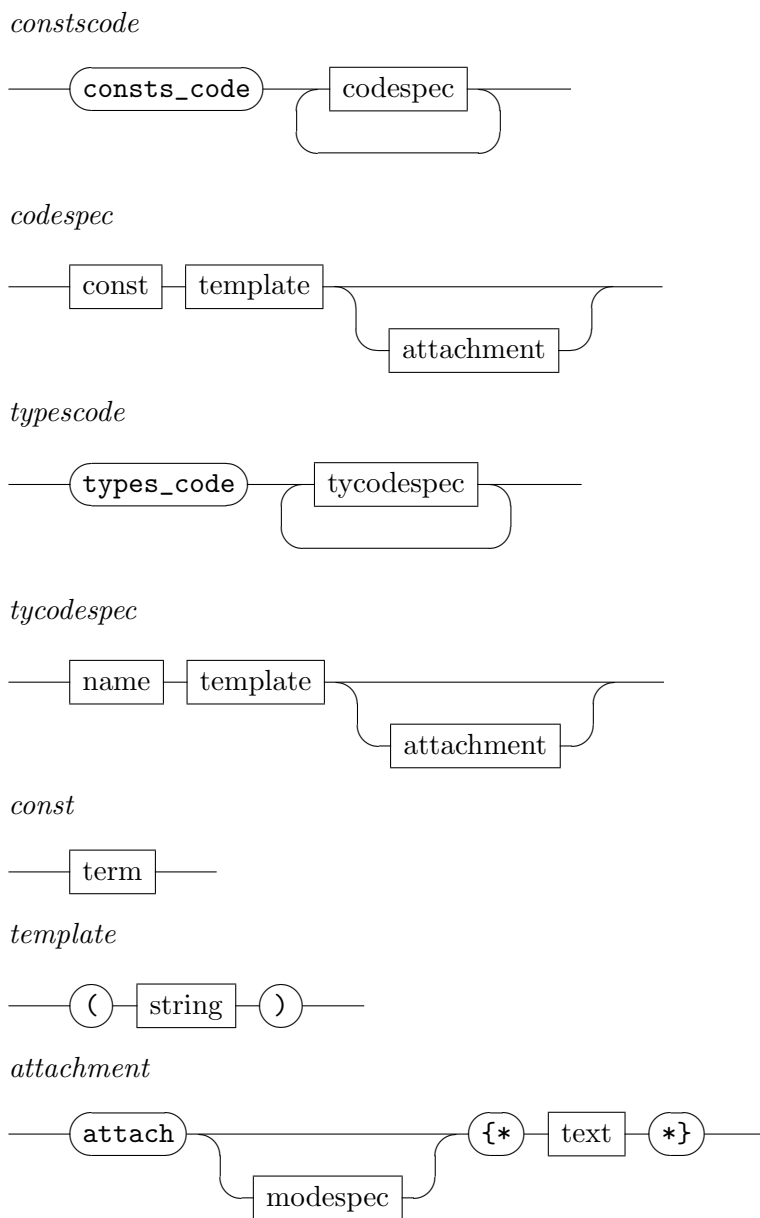 constscode
consts_code codespec
codespec
const template
attachment
typescode
types_code tycodespec
tycodespec
name template
attachment
const
term
template
( string )
attachment
attach {* text *}
modespec